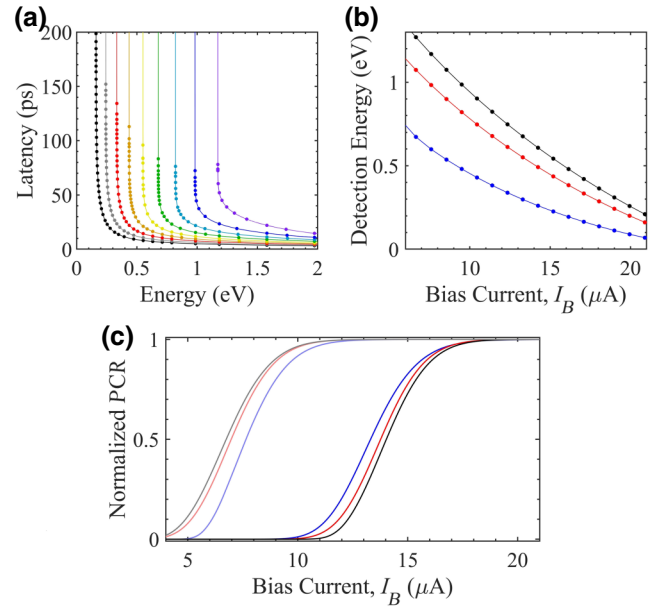 (a)
200
150
100
50
0
Latency (ps)
0
0.5
1
1.5
2
Energy (eV)
(b)
1
0.5
0
Detection Energy (eV)
10
15
20
Bias Current, I_B (μA)
(c)
1
0.5
0
Normalized PCR
5
10
15
20
Bias Current, I_B (μA)